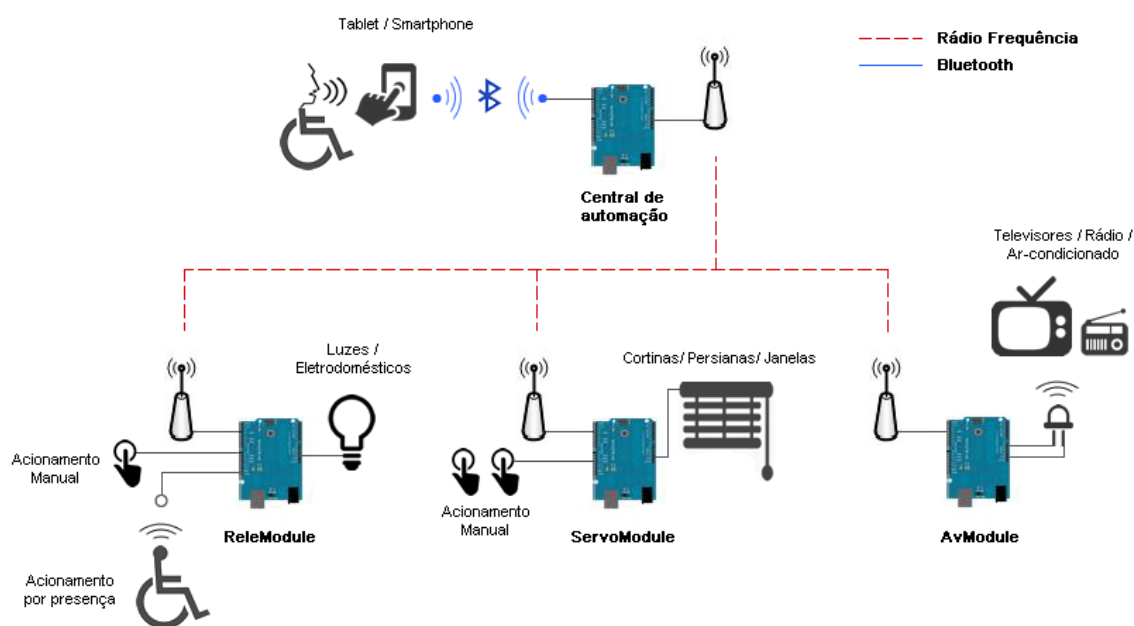 Tablet / Smartphone
Rádio Frequência
Bluetooth
Central de
automação
Televisores / Rádio /
Ar-condicionado
Luzes /
Eletrodomésticos
Cortinas/ Persianas/ Janelas
Acionamento
Manual
Acionamento
Manual
ReleModule
ServoModule
AvModule
Acionamento
por presença